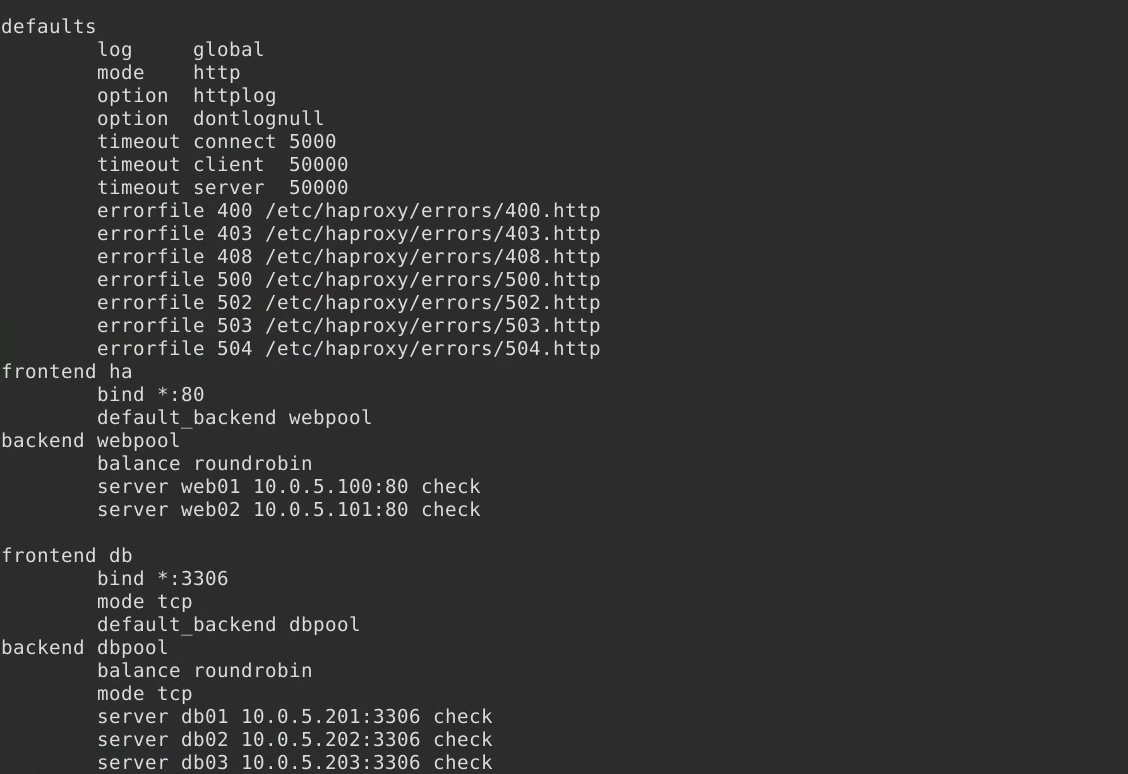 defaults
        log     global
        mode    http
        option  httplog
        option  dontlognull
        timeout connect 5000
        timeout client  50000
        timeout server  50000
        errorfile 400 /etc/haproxy/errors/400.http
        errorfile 403 /etc/haproxy/errors/403.http
        errorfile 408 /etc/haproxy/errors/408.http
        errorfile 500 /etc/haproxy/errors/500.http
        errorfile 502 /etc/haproxy/errors/502.http
        errorfile 503 /etc/haproxy/errors/503.http
        errorfile 504 /etc/haproxy/errors/504.http
frontend ha
        bind *:80
        default_backend webpool
backend webpool
        balance roundrobin
        server web01 10.0.5.100:80 check
        server web02 10.0.5.101:80 check

frontend db
        bind *:3306
        mode tcp
        default_backend dbpool
backend dbpool
        balance roundrobin
        mode tcp
        server db01 10.0.5.201:3306 check
        server db02 10.0.5.202:3306 check
        server db03 10.0.5.203:3306 check